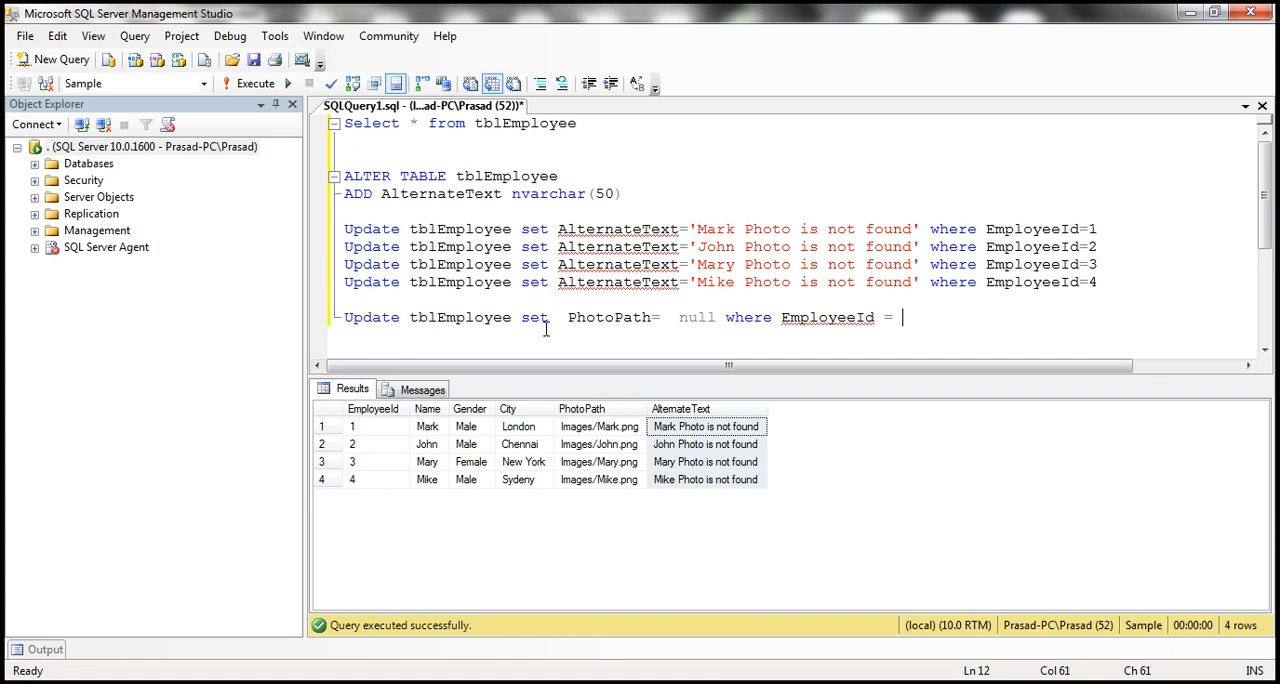 Microsoft SQL Server Management Studio
File Edit View Query Project Debug Tools Window Community Help
New Query
Sample Execute
Object Explorer
SQLQuery1.sql - (l...ad-PC\Prasad (52))*
Connect
. (SQL Server 10.0.1600 - Prasad-PC\Prasad)
Databases
Security
Server Objects
Replication
Management
SQL Server Agent
Select * from tblEmployee
ALTER TABLE tblEmployee
ADD AlternateText nvarchar(50)
Update tblEmployee set AlternateText='Mark Photo is not found' where EmployeeId=1
Update tblEmployee set AlternateText='John Photo is not found' where EmployeeId=2
Update tblEmployee set AlternateText='Mary Photo is not found' where EmployeeId=3
Update tblEmployee set AlternateText='Mike Photo is not found' where EmployeeId=4
Update tblEmployee set  PhotoPath=  null where EmployeeId =
Results Messages
EmployeeId Name Gender City PhotoPath AlternateText
1 1 Mark Male London Images/Mark.png Mark Photo is not found
2 2 John Male Chennai Images/John.png John Photo is not found
3 3 Mary Female New York Images/Mary.png Mary Photo is not found
4 4 Mike Male Sydeny Images/Mike.png Mike Photo is not found
Query executed successfully. (local) (10.0 RTM) Prasad-PC\Prasad (52) Sample 00:00:00 4 rows
Output
Ready Ln 12 Col 61 Ch 61 INS